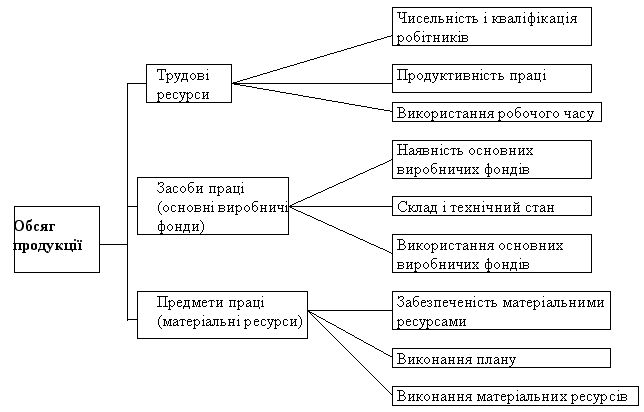 Обсяг
продукції
Трудові
ресурси
Чисельність і кваліфікація
робітників
Продуктивність праці
Використання робочого часу
Засоби праці
(основні виробничі
фонди)
Наявність основних
виробничих фондів
Склад і технічний стан
Використання основних
виробничих фондів
Предмети праці
(матеріальні ресурси)
Забезпеченість матеріальними
ресурсами
Виконання плану
Виконання матеріальних ресурсів